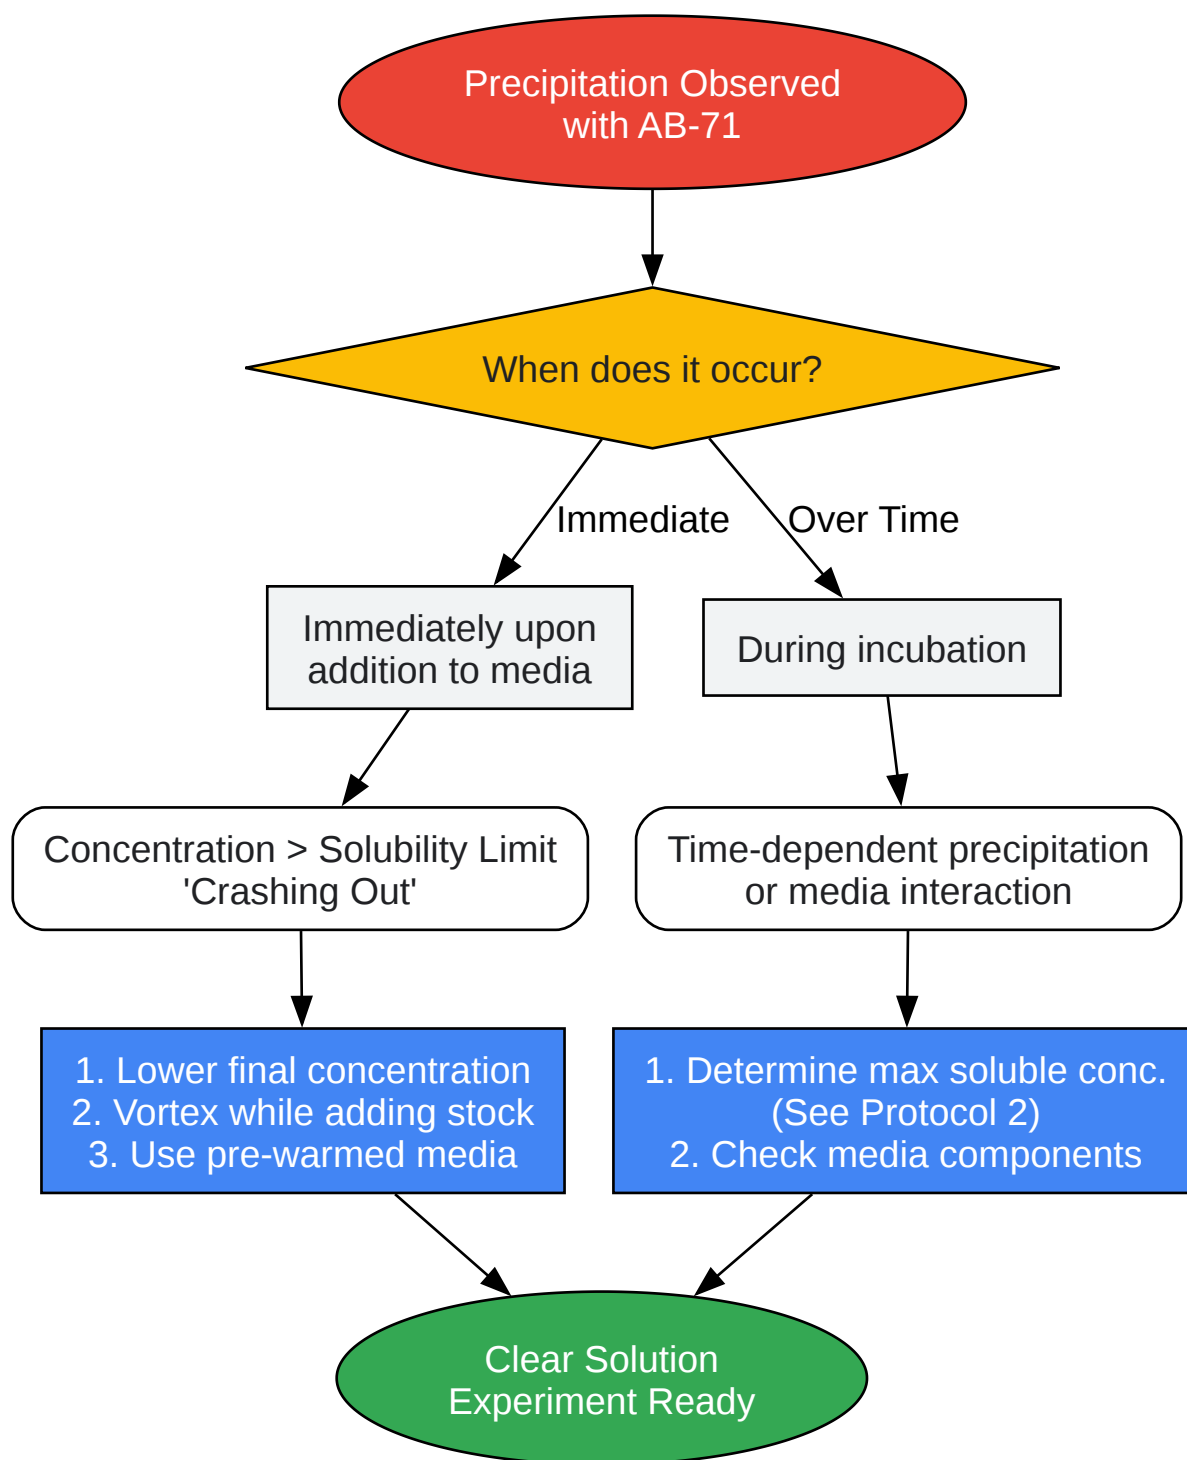 Precipitation Observed
with AB-71
When does it occur?
Immediate
Over Time
Immediately upon
addition to media
During incubation
Concentration > Solubility Limit
'Crashing Out'
Time-dependent precipitation
or media interaction
1. Lower final concentration
2. Vortex while adding stock
3. Use pre-warmed media
1. Determine max soluble conc.
(See Protocol 2)
2. Check media components
Clear Solution
Experiment Ready